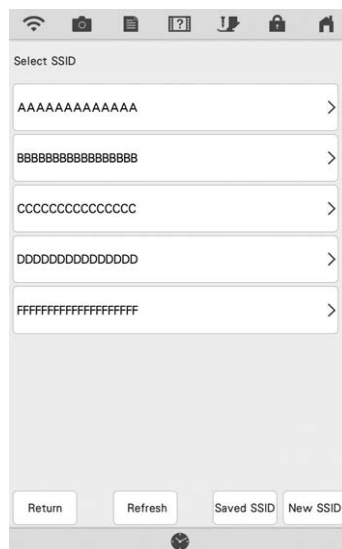 Select SSID
AAAAAAAAAAAAA
BBBBBBBBBBBBBBBBB
CCCCCCCCCCCCCCC
DDDDDDDDDDDDDDD
FFFFFFFFFFFFFFFFFFFF
Return Refresh Saved SSID New SSID